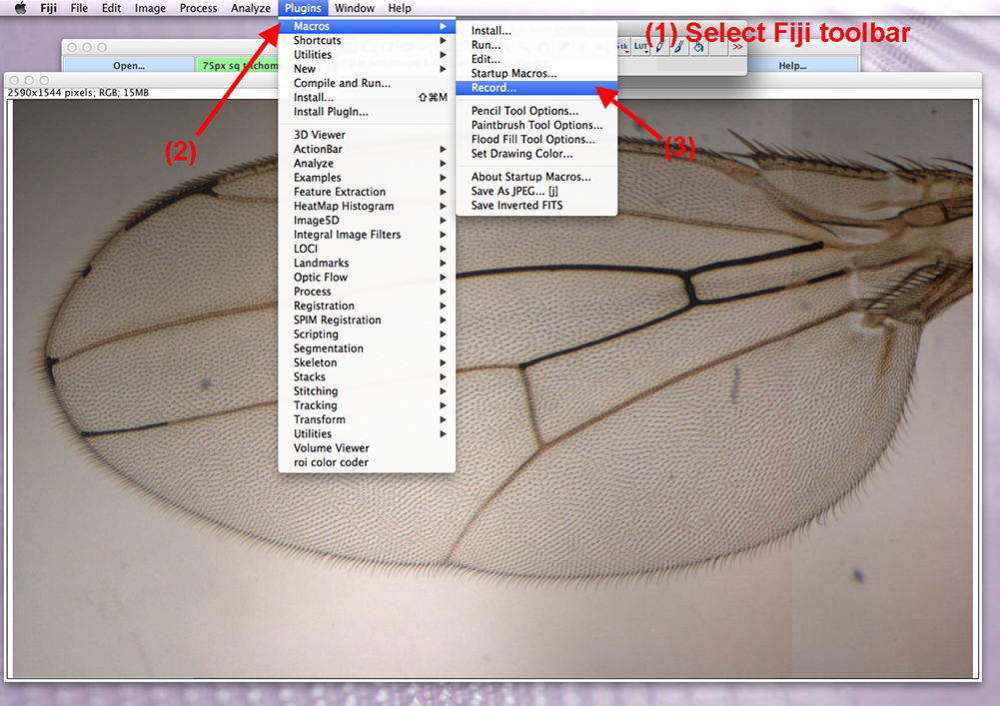 Fiji File Edit Image Process Analyze Plugins Window Help
(1) Select Fiji toolbar
Stk LUT >>
Open...
75px sq
Help...
2590x1544 pixels; RGB; 15MB
Macros
Shortcuts
Utilities
New
Compile and Run...
Install... ⇧⌘M
Install PlugIn...
3D Viewer
ActionBar
Analyze
Examples
Feature Extraction
HeatMap Histogram
Image5D
Integral Image Filters
LOCI
Landmarks
Optic Flow
Process
Registration
SPIM Registration
Scripting
Segmentation
Skeleton
Stacks
Stitching
Tracking
Transform
Utilities
Volume Viewer
roi color coder
Install...
Run...
Edit...
Startup Macros...
Record...
Pencil Tool Options...
Paintbrush Tool Options...
Flood Fill Tool Options...
Set Drawing Color...
About Startup Macros...
Save As JPEG... [j]
Save Inverted FITS
(2)
(3)